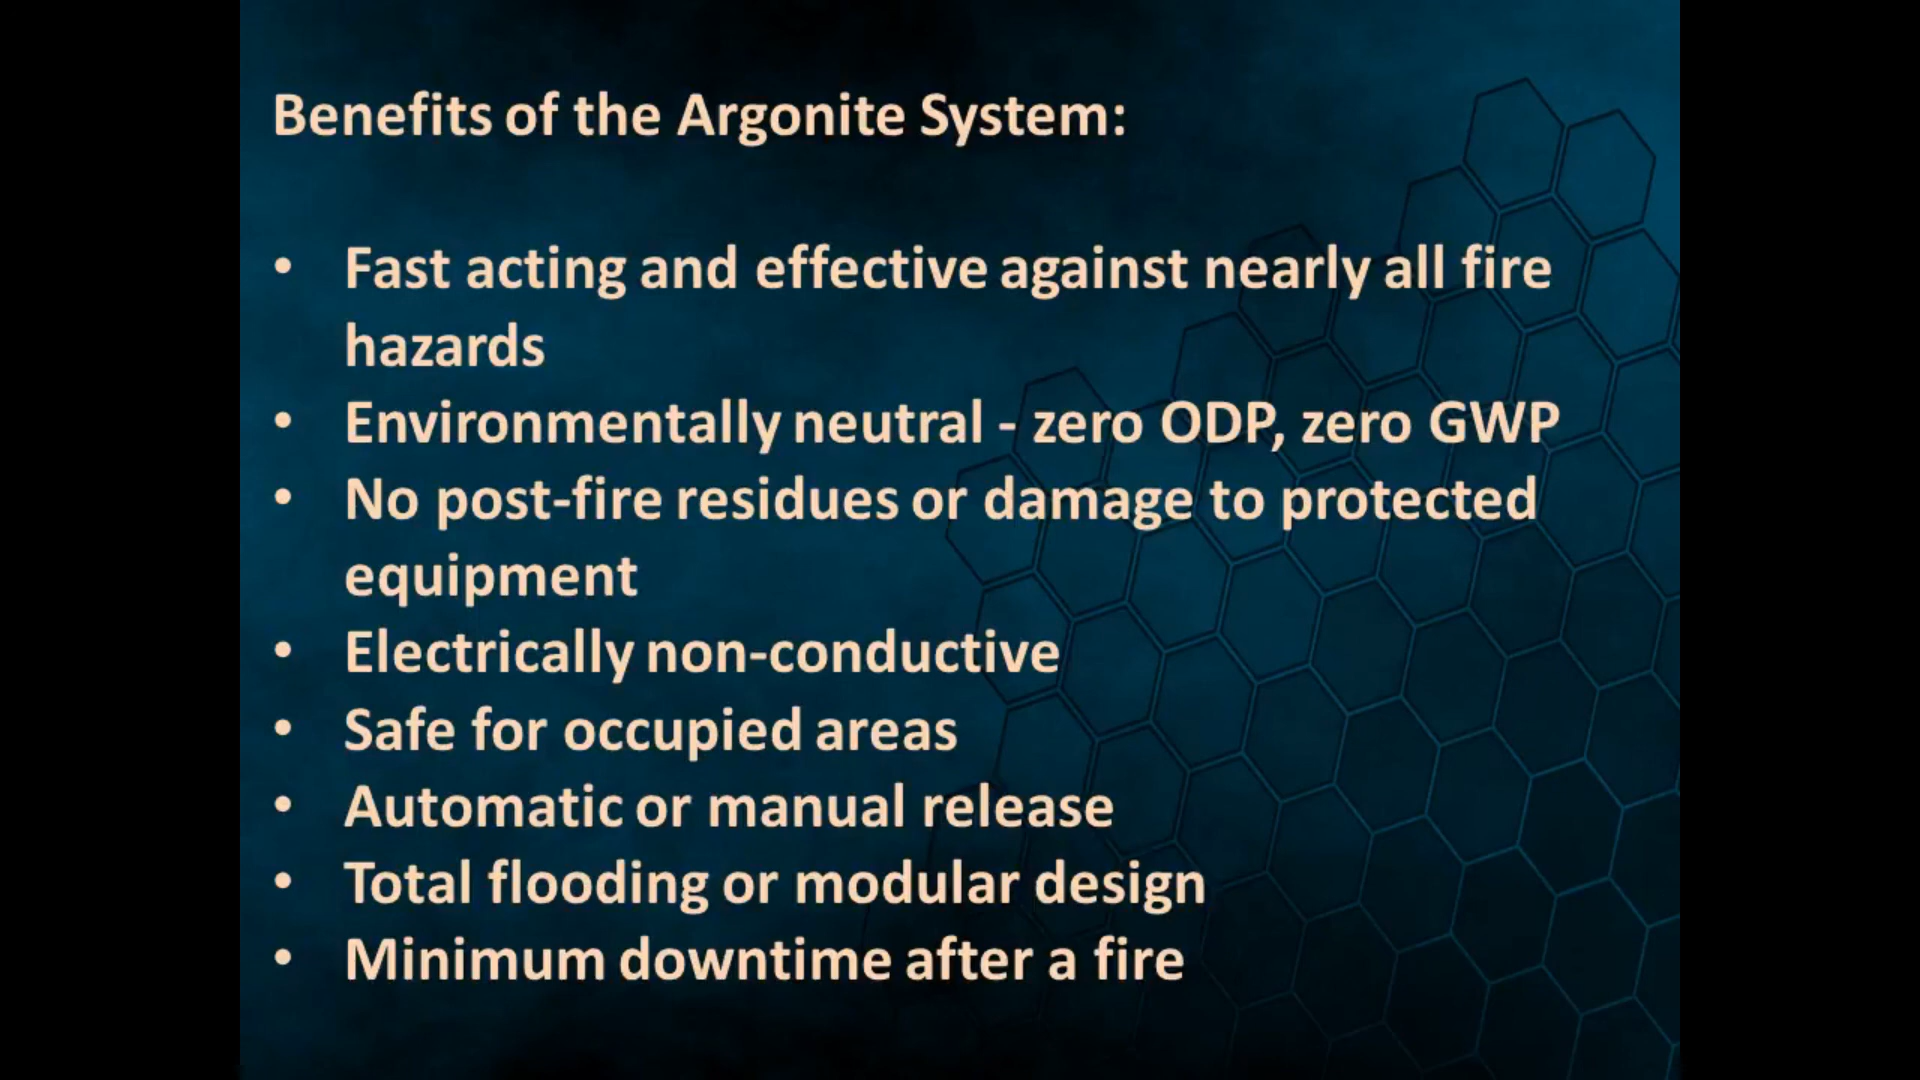 Benefits of the Argonite System:
• Fast acting and effective against nearly all fire
hazards
• Environmentally neutral - zero ODP, zero GWP
• No post-fire residues or damage to protected
equipment
• Electrically non-conductive
• Safe for occupied areas
• Automatic or manual release
• Total flooding or modular design
• Minimum downtime after a fire